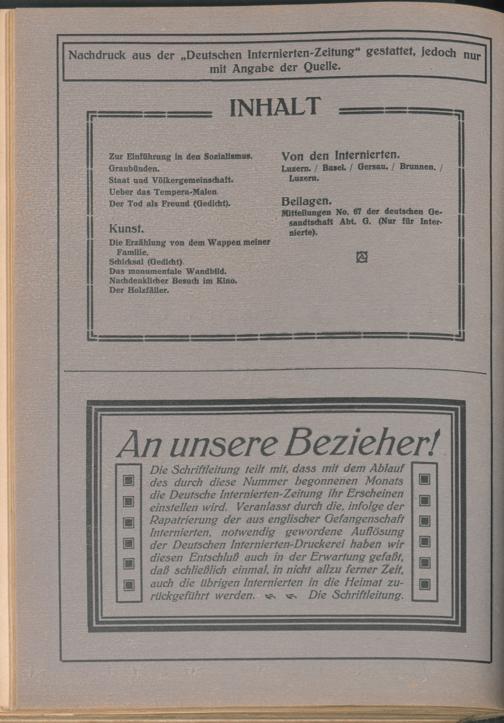 Nachdruck aus der „Deutschen Internierten-Zeitung“ gestattet, jedoch nur
mit Angabe der Quelle.
INHALT
Zur Einführung in den Sozialismus.
Graubünden.
Staat und Völkergemeinschaft.
Ueber das Tempera-Malen
Der Tod als Freund (Gedicht).
Kunst.
Die Erzählung von dem Wappen meiner
Familie.
Schicksal (Gedicht)
Das monumentale Wandbild.
Nachdenklicher Besuch im Kino.
Der Holzfäller.
Von den Internierten.
Luzern. / Basel. / Gersau. / Brunnen. /
Luzern.
Beilagen.
Mitteilungen No. 67 der deutschen Ge-
sandtschaft Abt. G. (Nur für Inter-
nierte).
An unsere Bezieher!
Die Schriftleitung teilt mit, dass mit dem Ablauf
des durch diese Nummer begonnenen Monats
die Deutsche Internierten-Zeitung ihr Erscheinen
einstellen wird. Veranlasst durch die, infolge der
Rapatrierung der aus englischer Gefangenschaft
Internierten, notwendig gewordene Auflösung
der Deutschen Internierten-Druckerei haben wir
diesen Entschluß auch in der Erwartung gefaßt,
daß schließlich einmal, in nicht allzu ferner Zeit,
auch die übrigen Internierten in die Heimat zu-
rückgeführt werden. Die Schriftleitung.